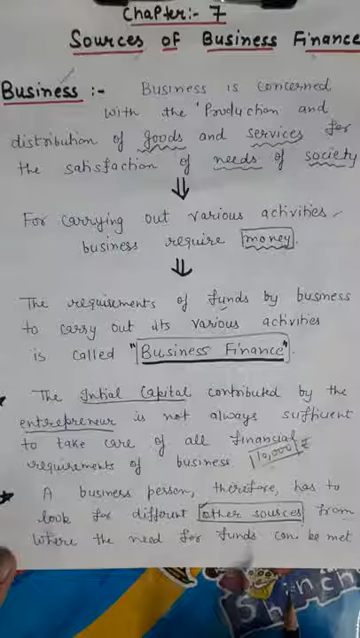 Chapter:- 7
Sources of Business Finance
Business :- Business is concerned
with the Production and
distribution of goods and services for
the satisfaction of needs of society
⇓
For carrying out various activities
business require money.
⇓
The requirements of funds by business
to carry out its various activities
is called "Business Finance".
The Intial Capital contributed by the
entrepreneur is not always sufficient
to take care of all financial
requirements of business 10,000 ₹
A business person, therefore, has to
look for different other sources from
where the need for funds can be met